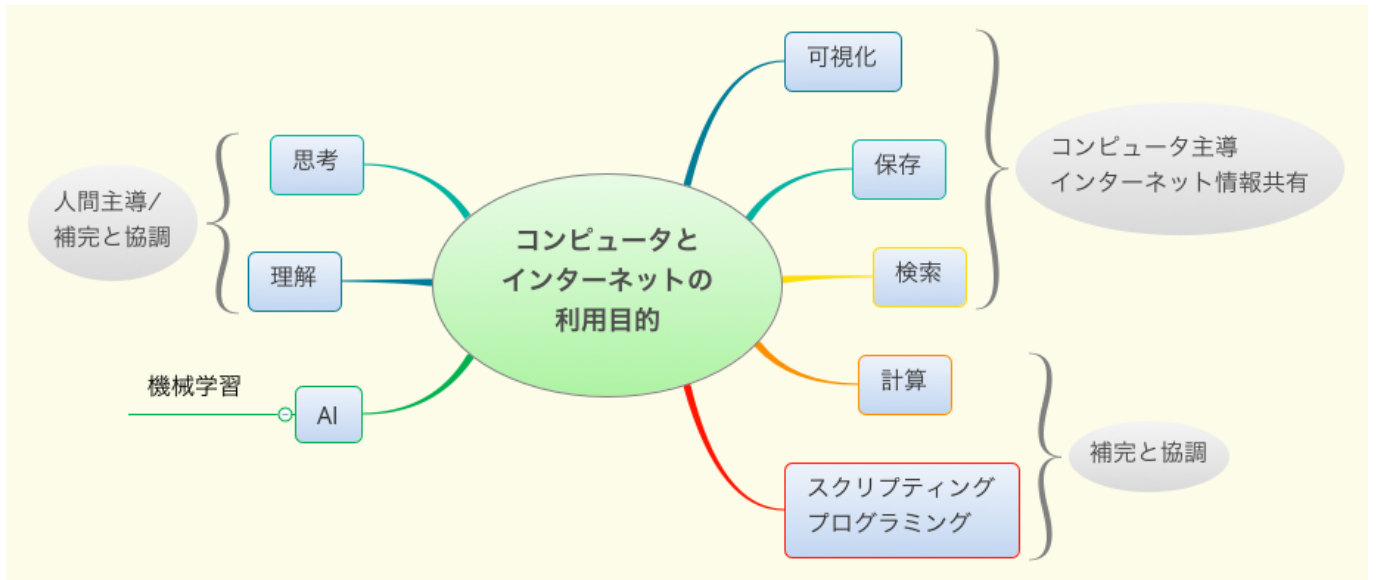 コンピュータと
インターネットの
利用目的
可視化
保存
検索
コンピュータ主導
インターネット情報共有
計算
スクリプティング
プログラミング
補完と協調
思考
理解
人間主導/
補完と協調
AI
機械学習